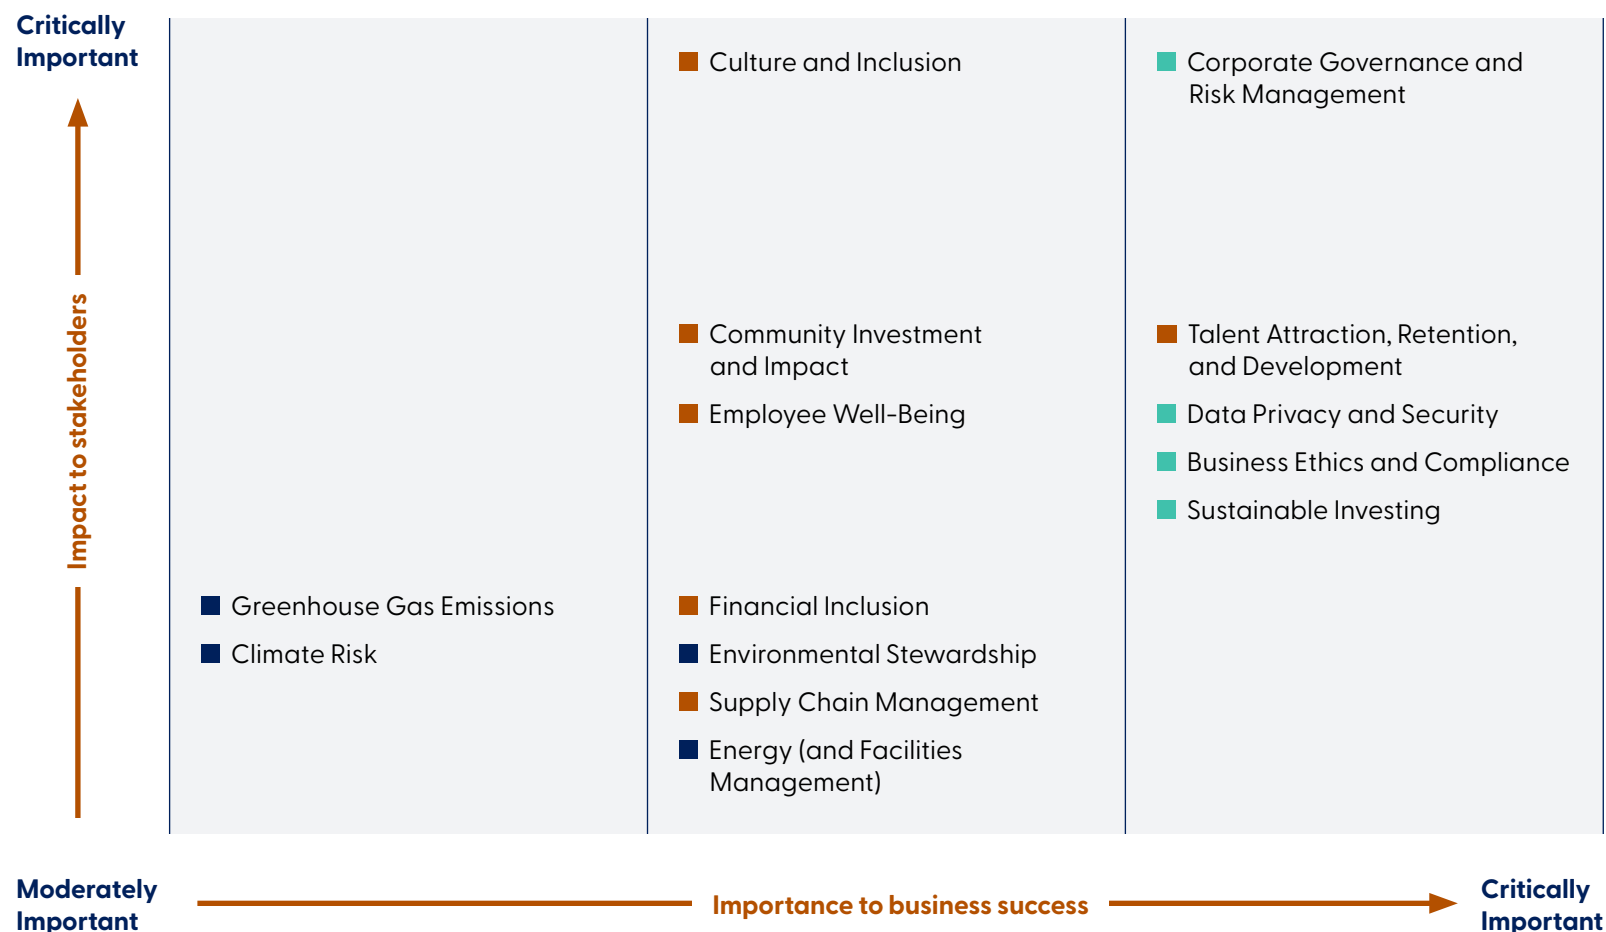 Critically
Important
Impact to stakeholders
Culture and Inclusion
Corporate Governance and
Risk Management
Community Investment
and Impact
Employee Well-Being
Talent Attraction, Retention,
and Development
Data Privacy and Security
Business Ethics and Compliance
Sustainable Investing
Greenhouse Gas Emissions
Climate Risk
Financial Inclusion
Environmental Stewardship
Supply Chain Management
Energy (and Facilities
Management)
Moderately
Important
Importance to business success
Critically
Important